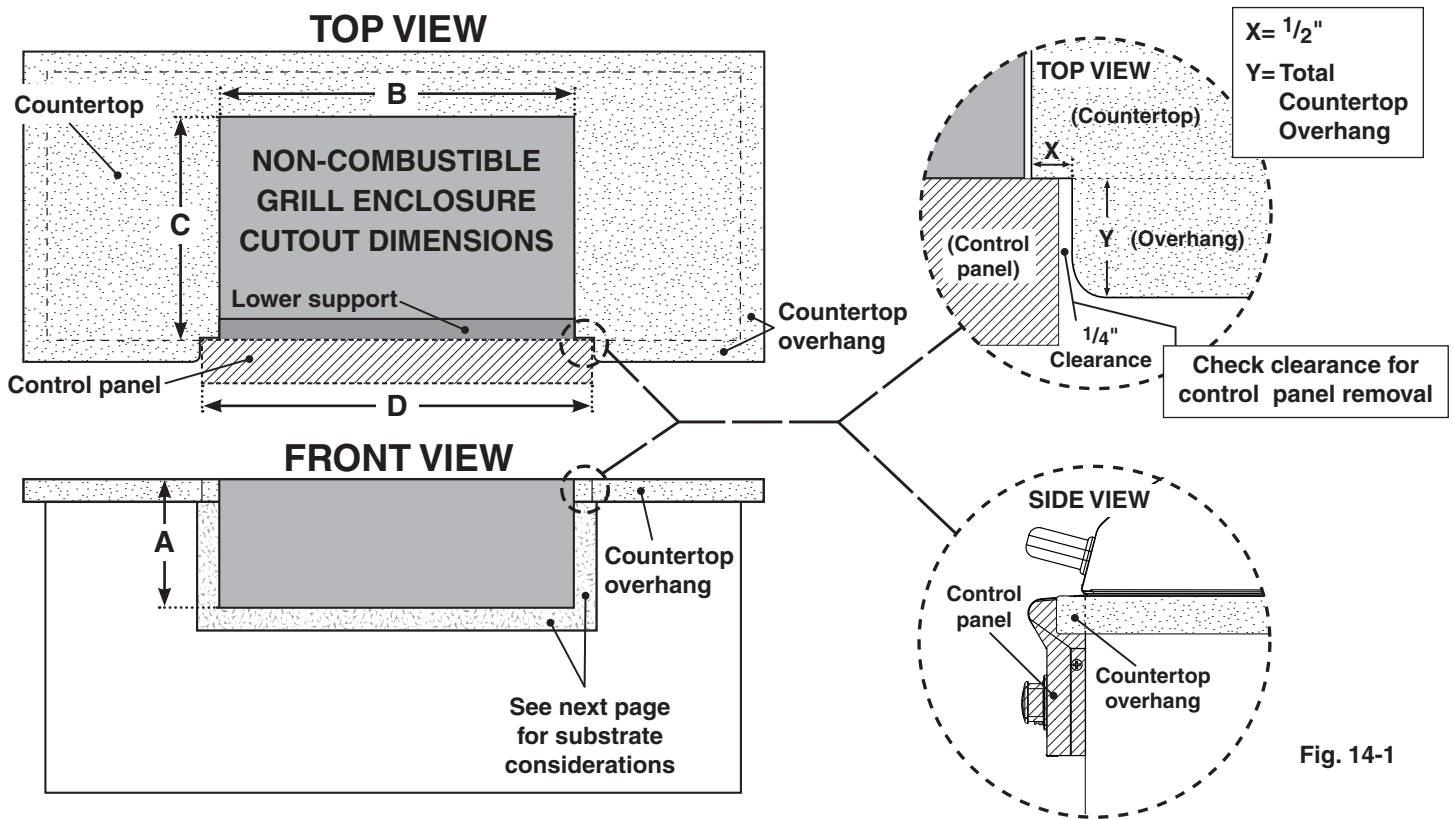 TOP VIEW
Countertop
B
NON-COMBUSTIBLE
GRILL ENCLOSURE
CUTOUT DIMENSIONS
C
Lower support
Countertop
overhang
Control panel
D
TOP VIEW
(Countertop)
X
(Control
panel)
Y (Overhang)
1/4"
Clearance
X= 1/2"
Y= Total
Countertop
Overhang
Check clearance for
control panel removal
FRONT VIEW
A
Countertop
overhang
See next page
for substrate
considerations
SIDE VIEW
Control
panel
Countertop
overhang
Fig. 14-1